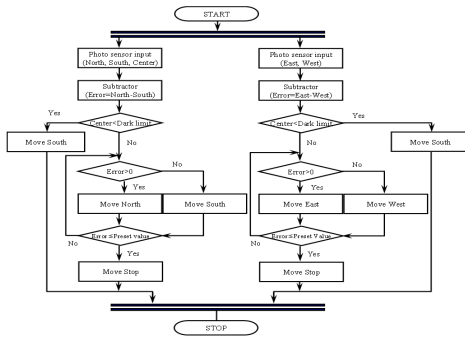 START
Photo sensor input
(North, South, Center)
Subtractor
(Error=North-South)
Yes
Center<Dark limit
No
Move South
Error>0
No
Yes
Move North
Move South
Error≤Preset value
No
Yes
Move Stop
Photo sensor input
(East, West)
Subtractor
(Error=East-West)
Center<Dark limit
Yes
No
Move South
Error>0
No
Yes
Move East
Move West
Error≤Preset Value
No
Yes
Move Stop
STOP